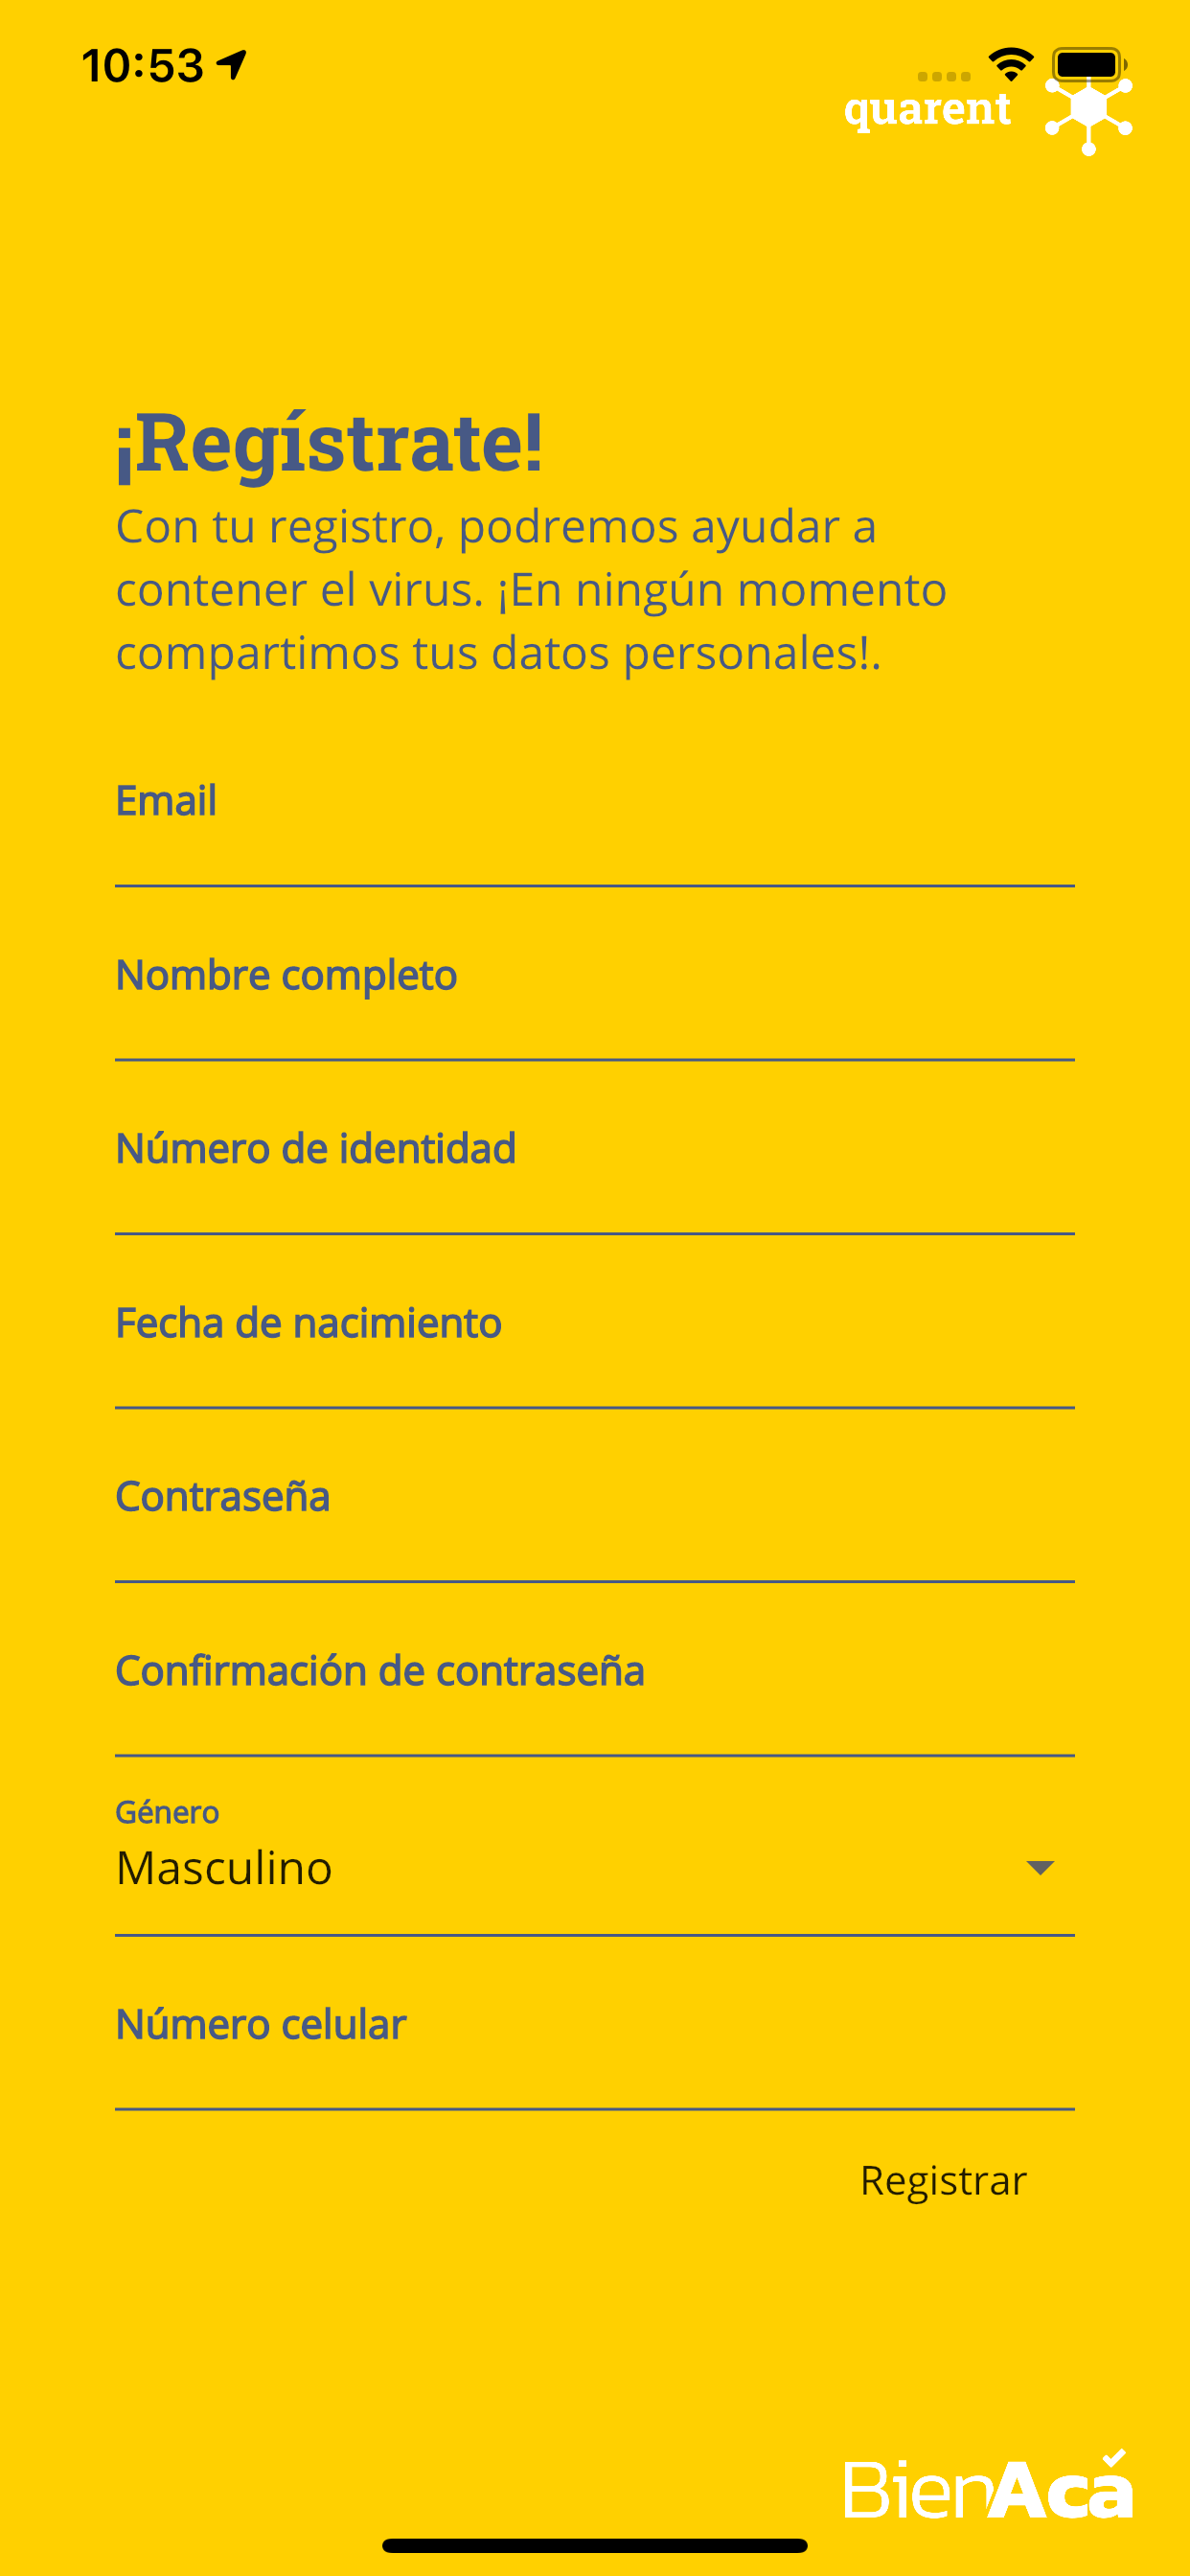 10:53
quarent
¡Regístrate!
Con tu registro, podremos ayudar a
contener el virus. ¡En ningún momento
compartimos tus datos personales!.
Email
Nombre completo
Número de identidad
Fecha de nacimiento
Contraseña
Confirmación de contraseña
Género
Masculino
Número celular
Registrar
BienAcá